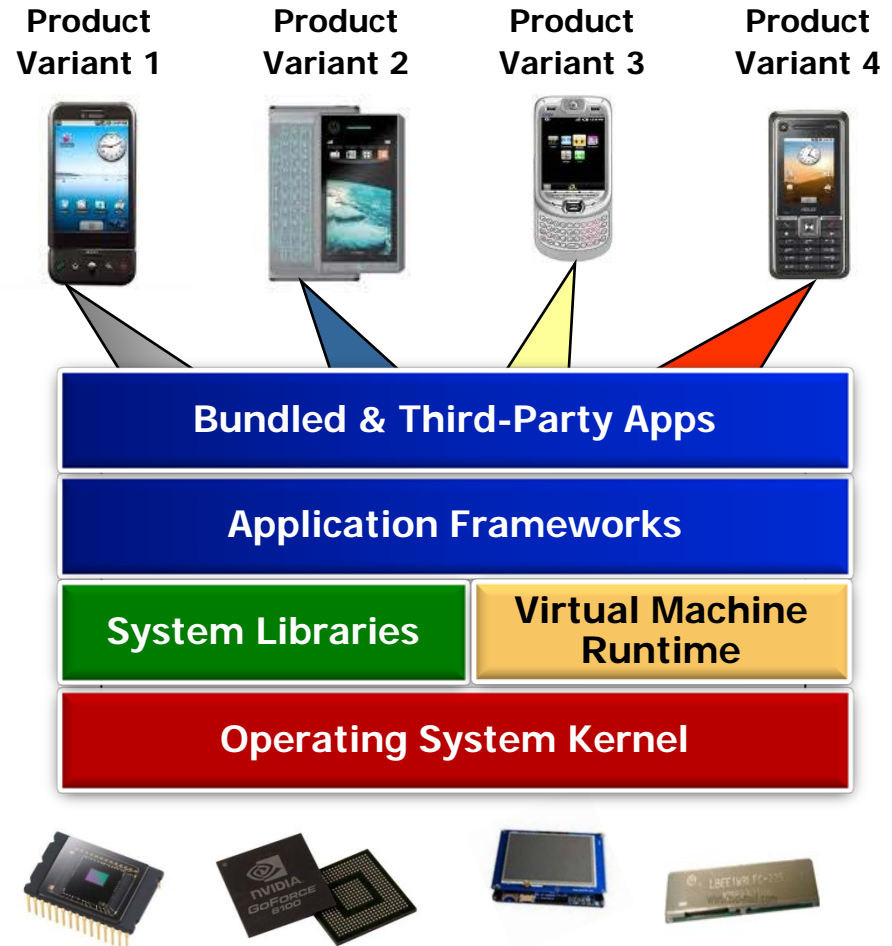 Product
Variant 1
Product
Variant 2
Product
Variant 3
Product
Variant 4
Bundled & Third-Party Apps
Application Frameworks
System Libraries
Virtual Machine
Runtime
Operating System Kernel
NVIDIA
GOFORCE
6100